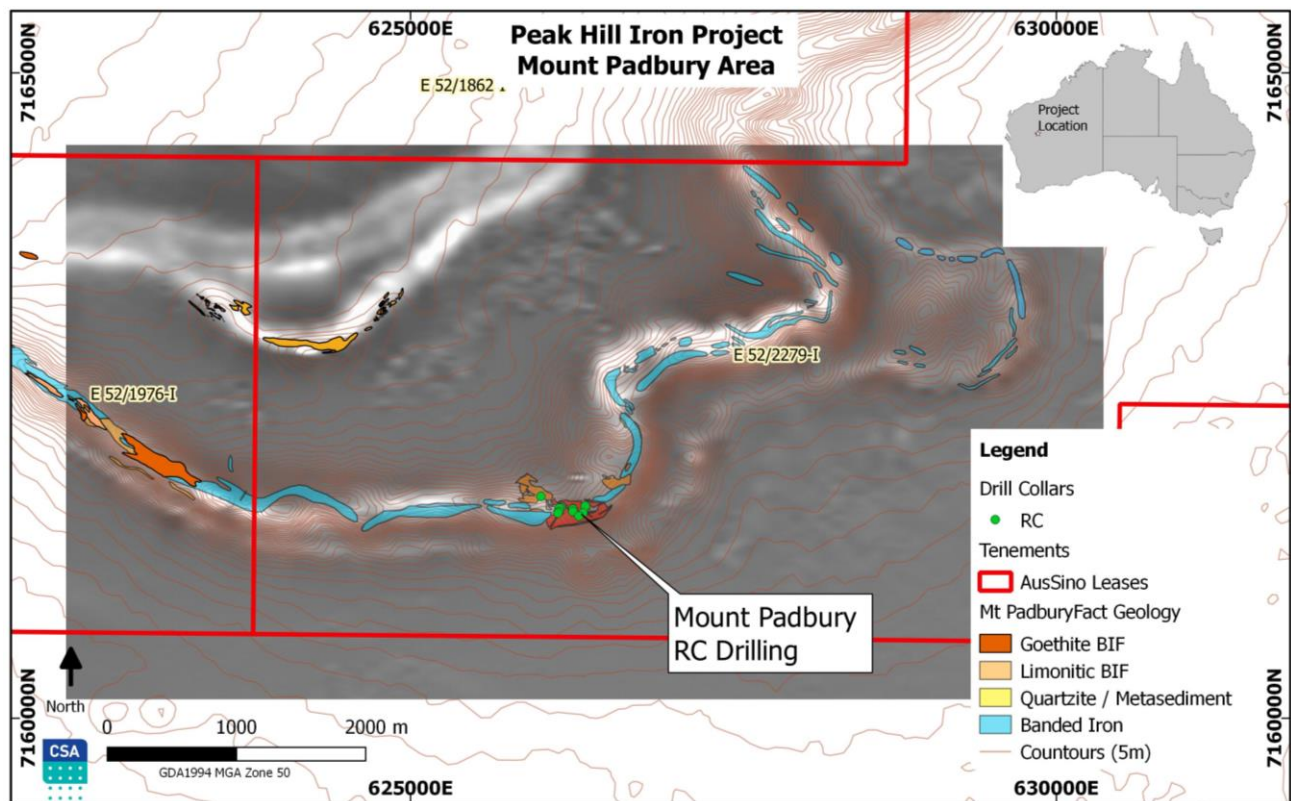 625000E
630000E
Peak Hill Iron Project
Mount Padbury Area
7165000N
7165000N
E 52/1862
Project
Location
E 52/2279-I
E 52/1976-I
Mount Padbury
RC Drilling
Legend
Drill Collars
RC
Tenements
AusSino Leases
Mt PadburyFact Geology
Goethite BIF
Limonitic BIF
Quartzite / Metasediment
Banded Iron
Countours (5m)
North
0 1000 2000 m
GDA1994 MGA Zone 50
CSA
7160000N
7160000N
625000E
630000E